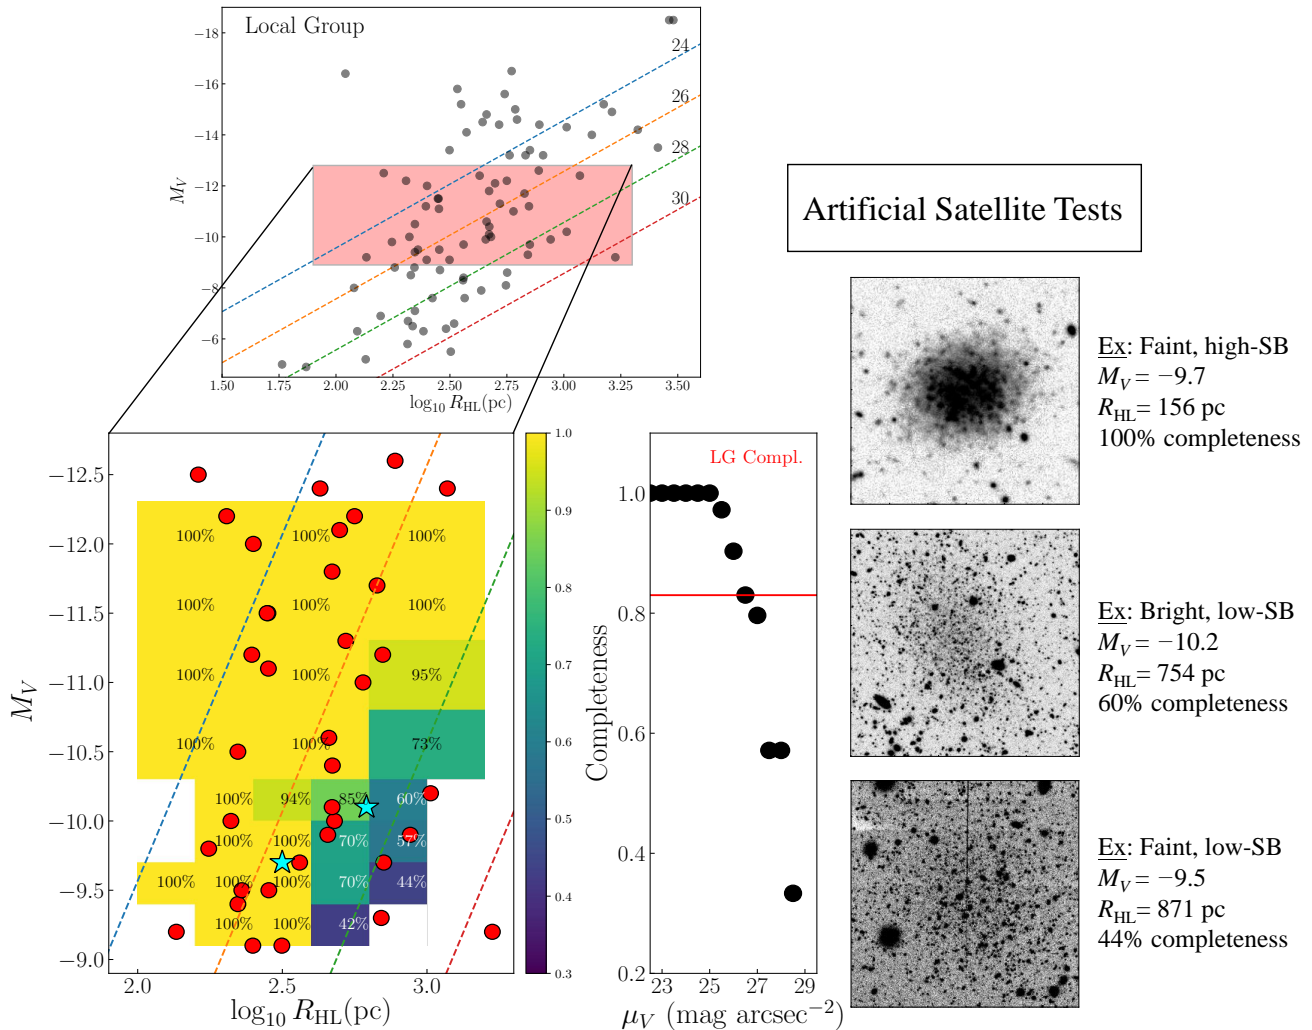 Local Group
−18
−16
−14
−12
−10
−8
−6
M_V
24
26
28
30
1.50
1.75
2.00
2.25
2.50
2.75
3.00
3.25
3.50
log₁₀ R_HL(pc)
Artificial Satellite Tests
Ex: Faint, high-SB
M_V = −9.7
R_HL = 156 pc
100% completeness
Ex: Bright, low-SB
M_V = −10.2
R_HL = 754 pc
60% completeness
Ex: Faint, low-SB
M_V = −9.5
R_HL = 871 pc
44% completeness
−12.5
−12.0
−11.5
−11.0
−10.5
−10.0
−9.5
−9.0
M_V
100% 100% 100%
100% 100% 100%
100% 100% 95%
100% 100% 73%
100% 94% 85% 60%
100% 100% 70% 57%
100% 100% 100% 70% 44%
100% 100% 42%
2.0 2.5 3.0
log₁₀ R_HL(pc)
1.0
0.9
0.8
0.7
0.6
0.5
0.4
0.3
Completeness
LG Compl.
1.0
0.8
0.6
0.4
0.2
23 25 27 29
μ_V (mag arcsec⁻²)